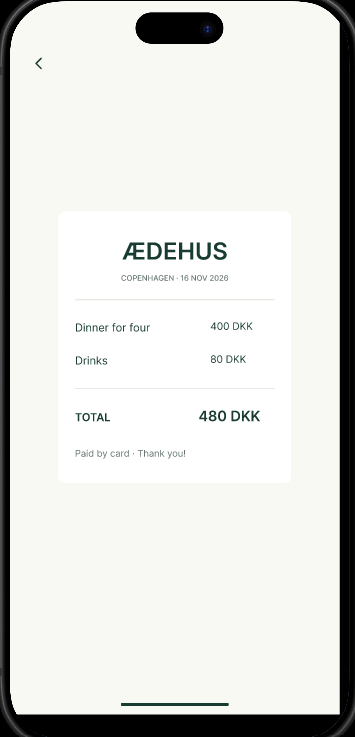 ÆDEHUS
COPENHAGEN · 16 NOV 2026
Dinner for four 400 DKK
Drinks 80 DKK
TOTAL 480 DKK
Paid by card · Thank you!